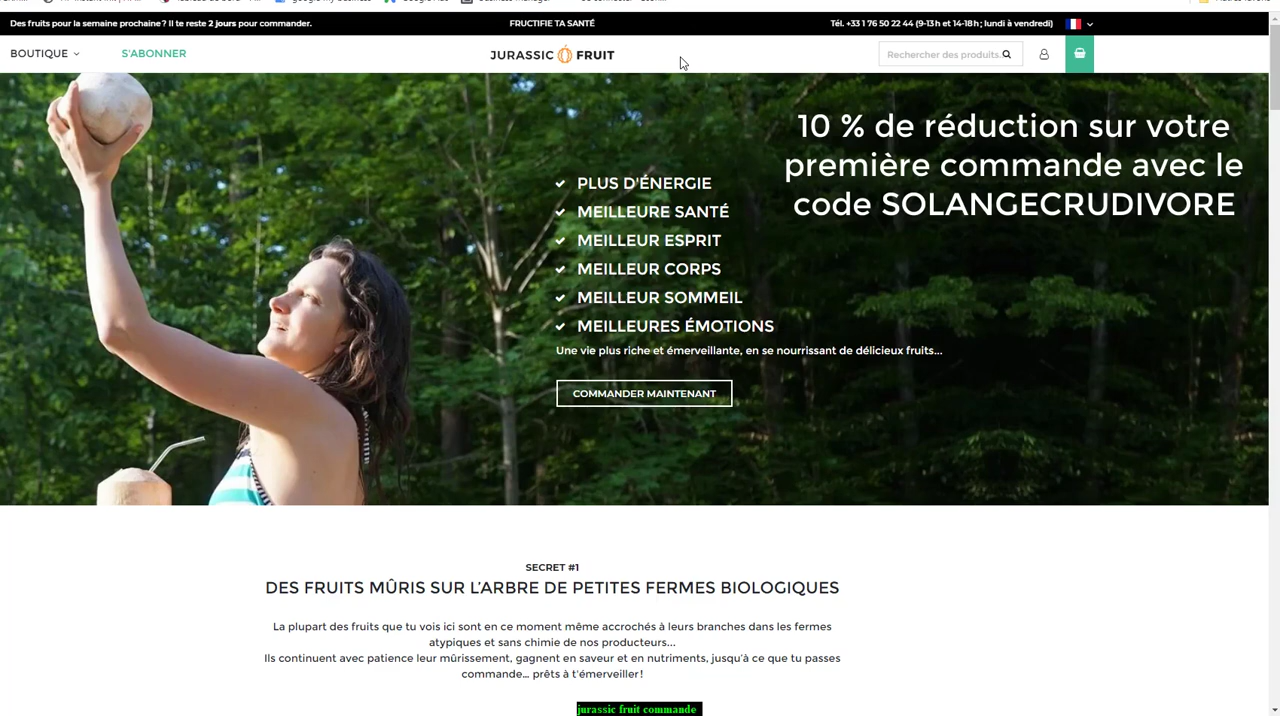 Des fruits pour la semaine prochaine ? Il te reste 2 jours pour commander.
FRUCTIFIE TA SANTÉ
Tél. +33 1 76 50 22 44 (9-13 h et 14-18 h ; lundi à vendredi)
BOUTIQUE
S'ABONNER
JURASSIC FRUIT
Rechercher des produits...
10 % de réduction sur votre
première commande avec le
code SOLANGECRUDIVORE
PLUS D'ÉNERGIE
MEILLEURE SANTÉ
MEILLEUR ESPRIT
MEILLEUR CORPS
MEILLEUR SOMMEIL
MEILLEURES ÉMOTIONS
Une vie plus riche et émerveillante, en se nourrissant de délicieux fruits...
COMMANDER MAINTENANT
SECRET #1
DES FRUITS MÛRIS SUR L'ARBRE DE PETITES FERMES BIOLOGIQUES
La plupart des fruits que tu vois ici sont en ce moment même accrochés à leurs branches dans les fermes
atypiques et sans chimie de nos producteurs...
Ils continuent avec patience leur mûrissement, gagnent en saveur et en nutriments, jusqu'à ce que tu passes
commande... prêts à t'émerveiller !
jurassic fruit commande